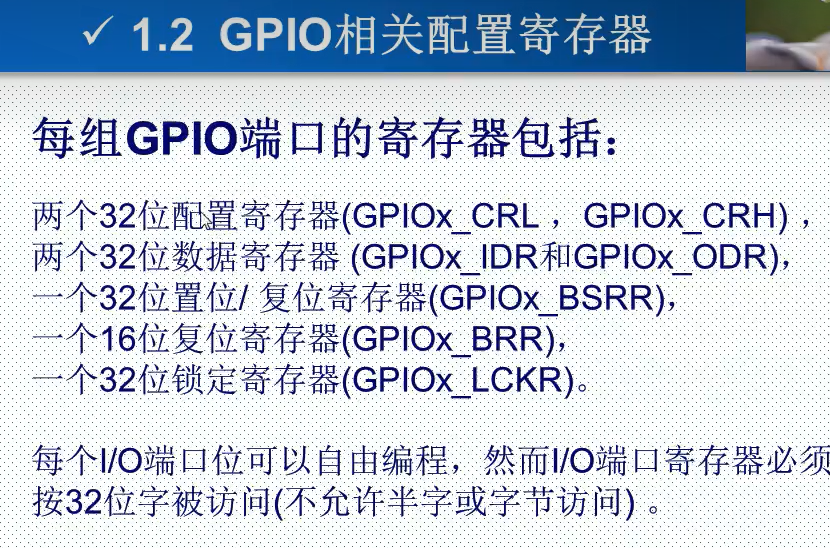 ✓ 1.2 GPIO相关配置寄存器
每组GPIO端口的寄存器包括：
两个32位配置寄存器(GPIOx_CRL ，GPIOx_CRH) ，
两个32位数据寄存器 (GPIOx_IDR和GPIOx_ODR)，
一个32位置位/ 复位寄存器(GPIOx_BSRR)，
一个16位复位寄存器(GPIOx_BRR)，
一个32位锁定寄存器(GPIOx_LCKR)。
每个I/O端口位可以自由编程，然而I/O端口寄存器必须
按32位字被访问(不允许半字或字节访问) 。